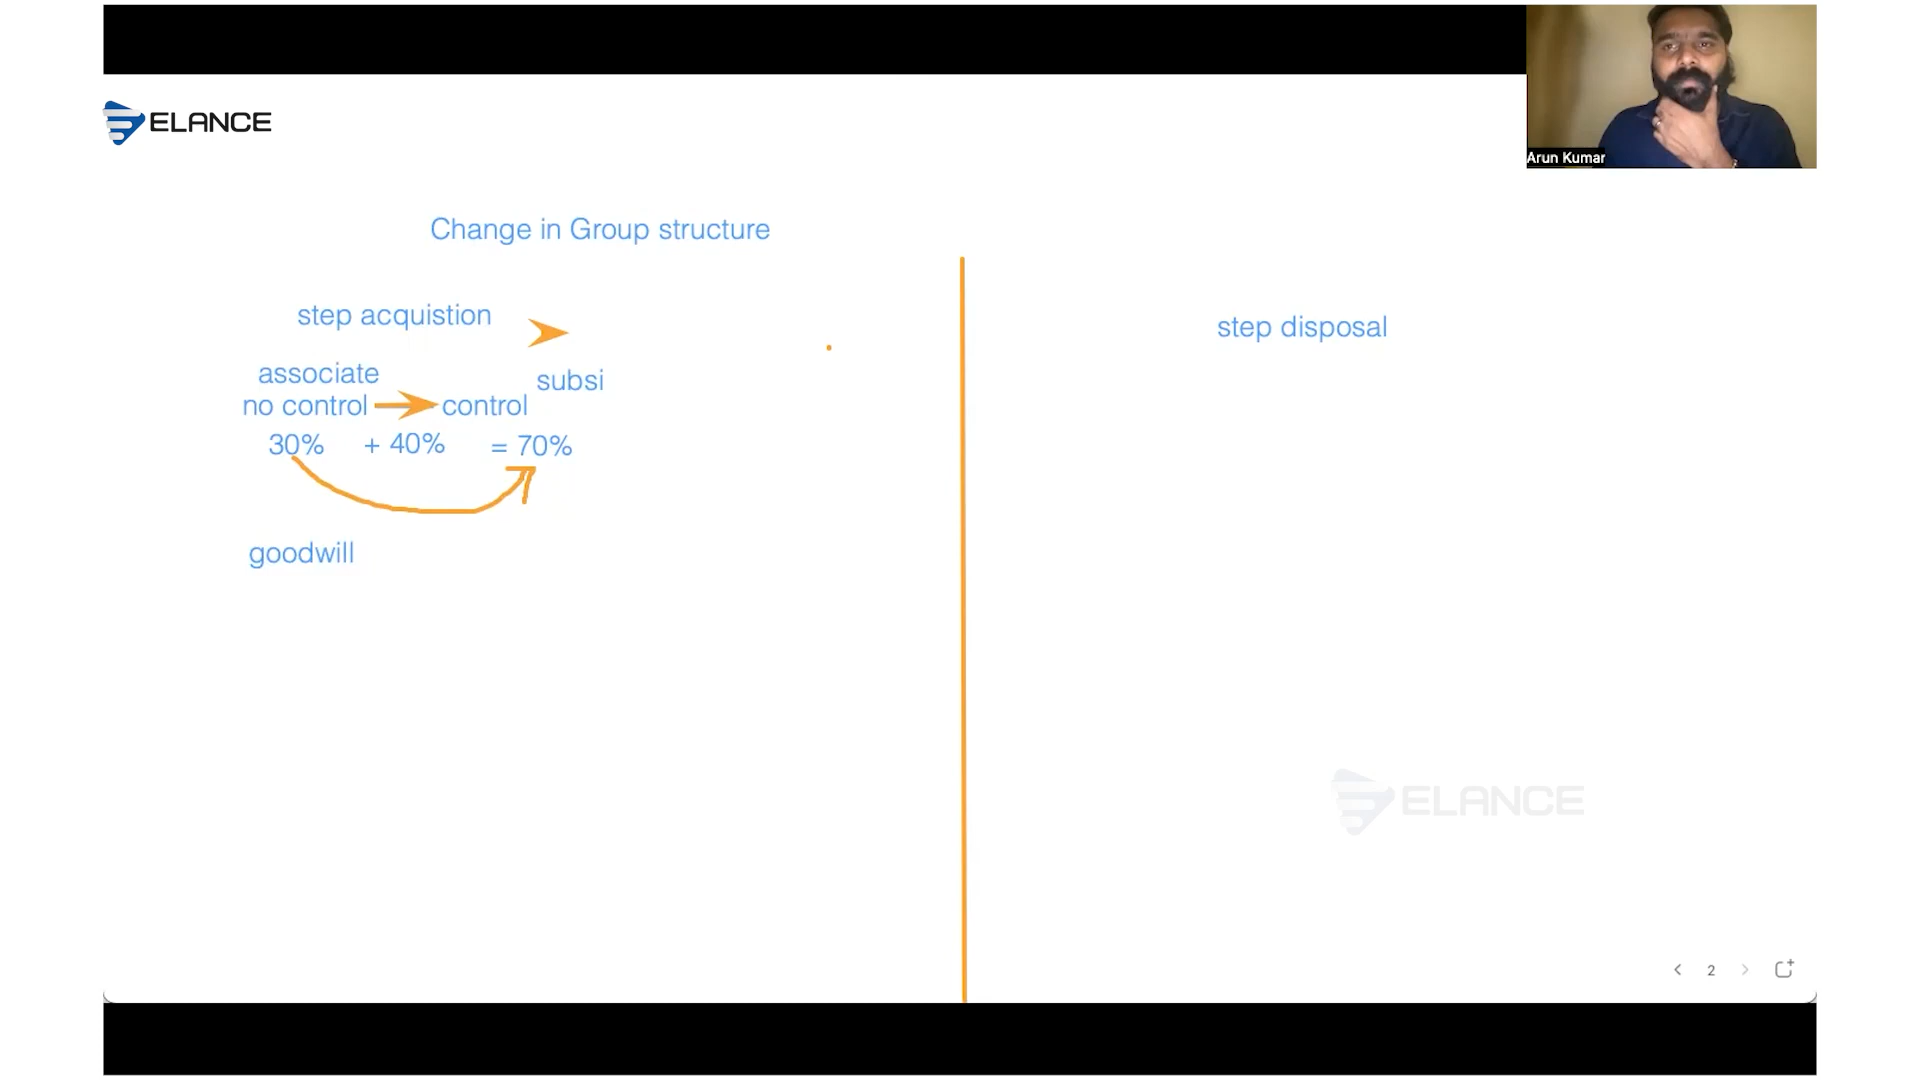 ELANCE
Arun Kumar
Change in Group structure
step acquistion
associate
subsi
no control
control
30% + 40% = 70%
goodwill
step disposal
ELANCE
2